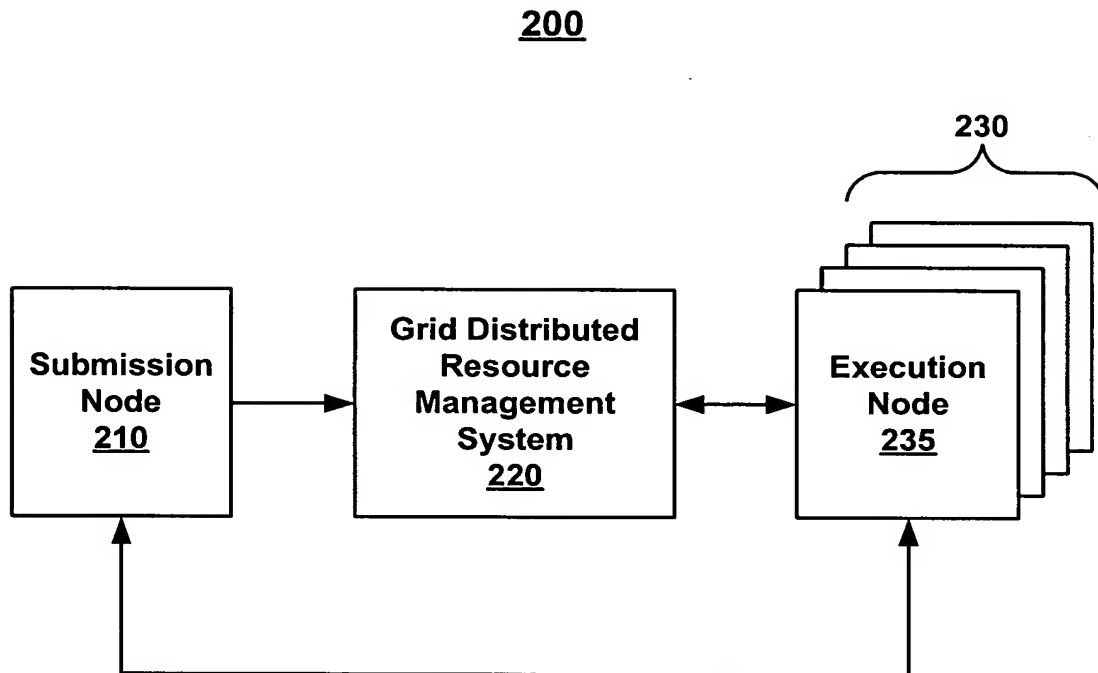 200
230
Submission
Node
210
Grid Distributed
Resource
Management
System
220
Execution
Node
235